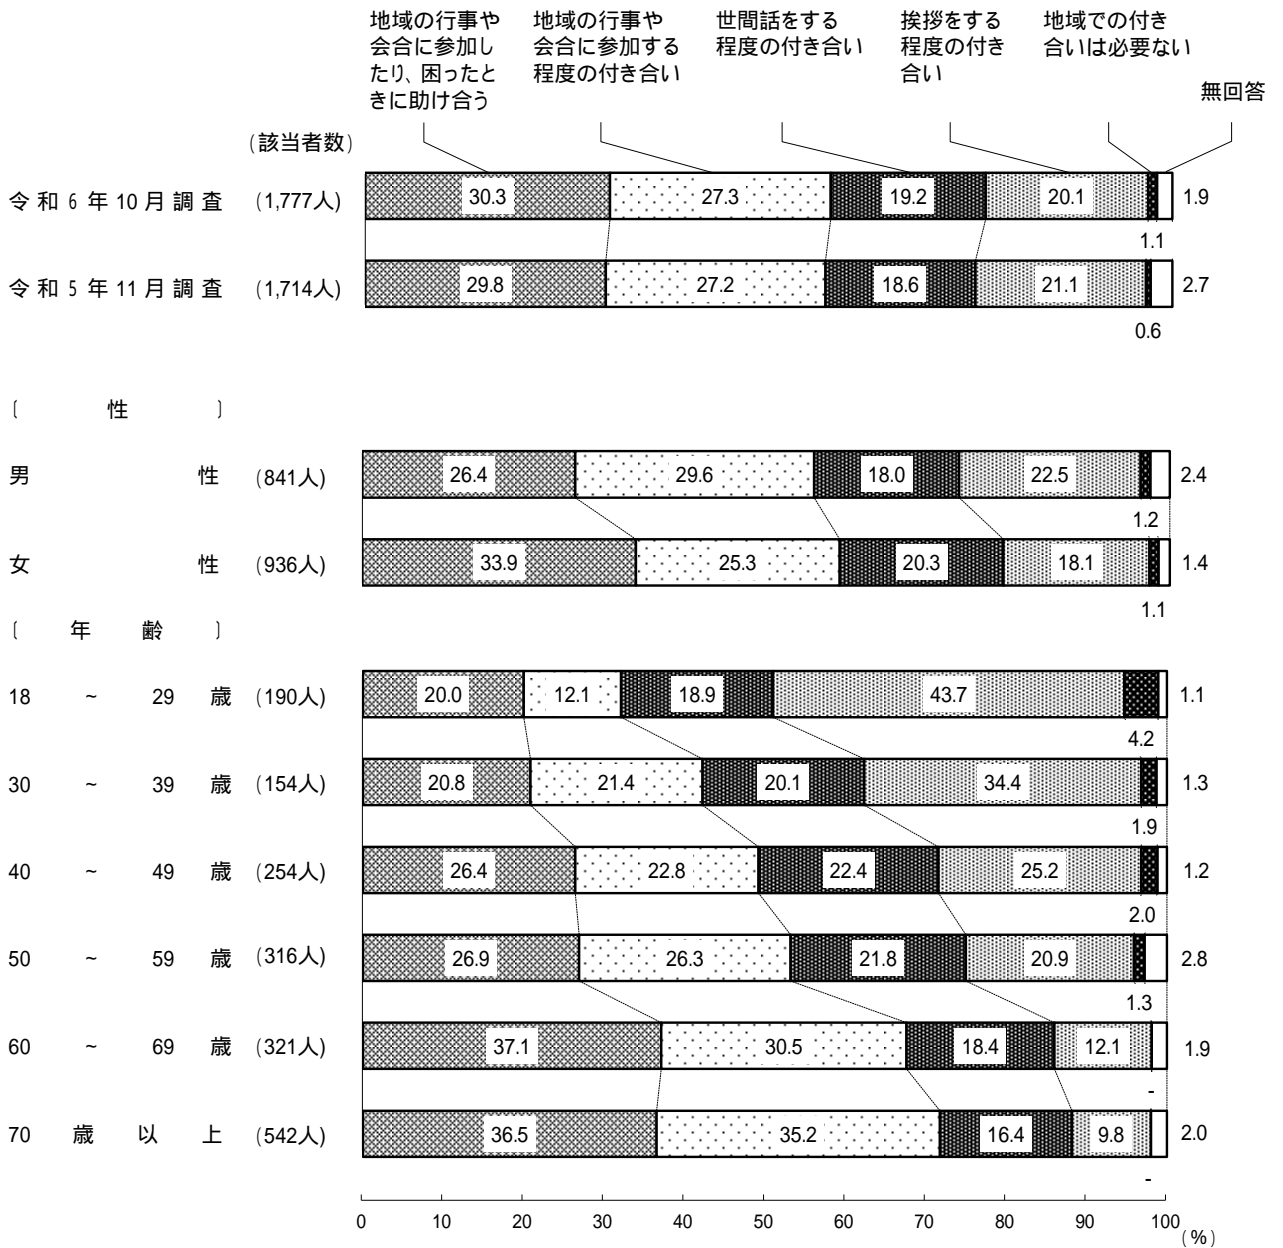 地域の行事や
会合に参加し
たり、困ったと
きに助け合う
地域の行事や
会合に参加する
程度の付き合い
世間話をする
程度の付き合い
挨拶をする
程度の付き
合い
地域での付き
合いは必要ない
無回答
(該当者数)
令和6年10月調査 (1,777人) 30.3 27.3 19.2 20.1 1.9
1.1
令和5年11月調査 (1,714人) 29.8 27.2 18.6 21.1 2.7
0.6
〔 性 〕
男 性 (841人) 26.4 29.6 18.0 22.5 2.4
1.2
女 性 (936人) 33.9 25.3 20.3 18.1 1.4
1.1
〔 年 齢 〕
18 ~ 29 歳 (190人) 20.0 12.1 18.9 43.7 1.1
4.2
30 ~ 39 歳 (154人) 20.8 21.4 20.1 34.4 1.3
1.9
40 ~ 49 歳 (254人) 26.4 22.8 22.4 25.2 1.2
2.0
50 ~ 59 歳 (316人) 26.9 26.3 21.8 20.9 2.8
1.3
60 ~ 69 歳 (321人) 37.1 30.5 18.4 12.1 1.9
-
70 歳 以 上 (542人) 36.5 35.2 16.4 9.8 2.0
-
0 10 20 30 40 50 60 70 80 90 100
(%)